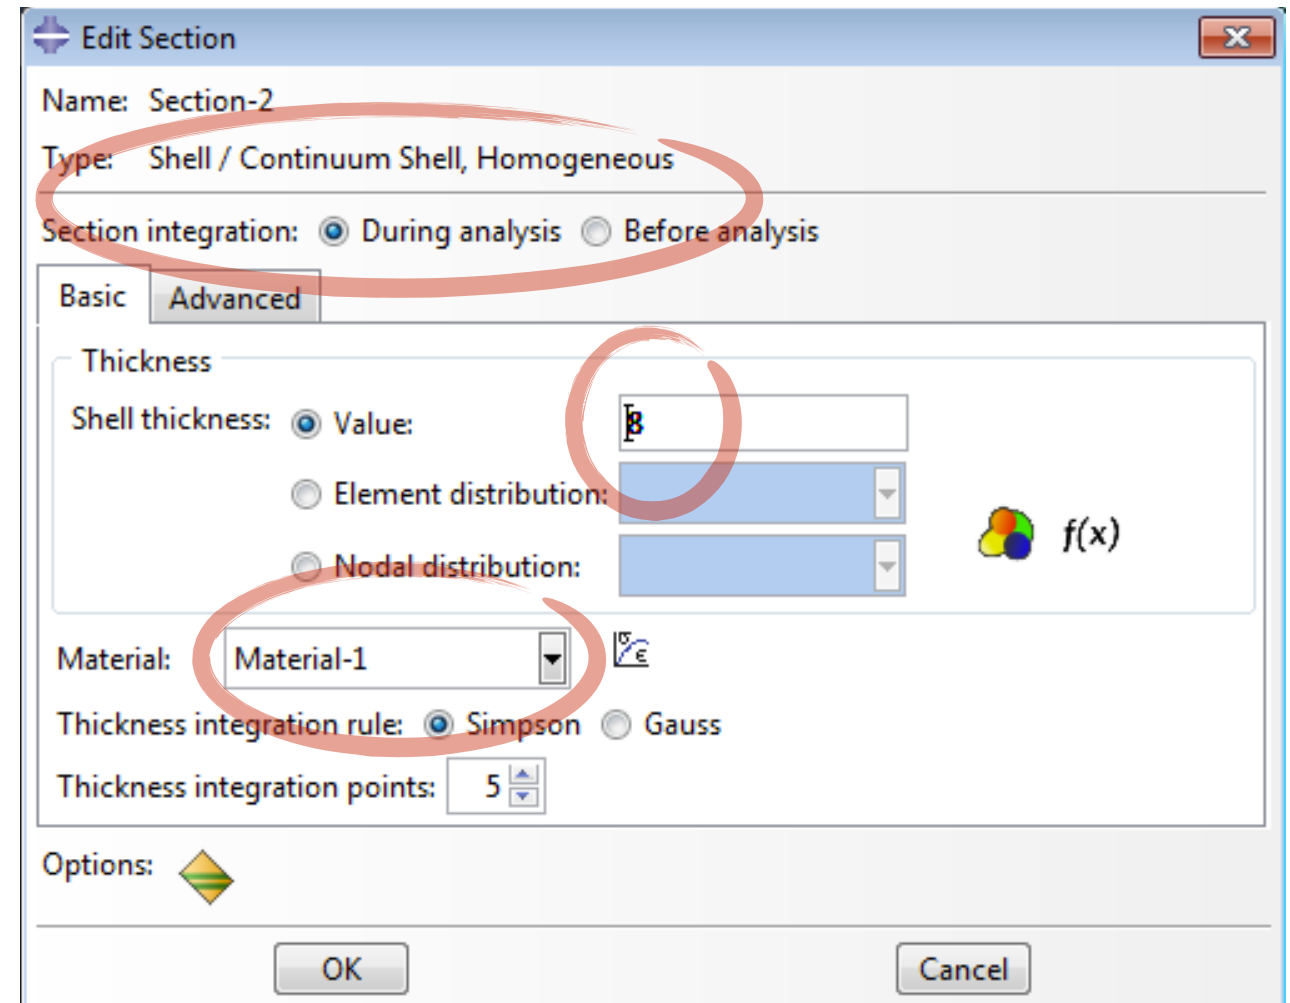 Edit Section
Name: Section-2
Type: Shell / Continuum Shell, Homogeneous
Section integration: During analysis Before analysis
Basic Advanced
Thickness
Shell thickness: Value: 8
Element distribution:
f(x)
Nodal distribution:
Material: Material-1 σ ε
Thickness integration rule: Simpson Gauss
Thickness integration points: 5
Options:
OK Cancel